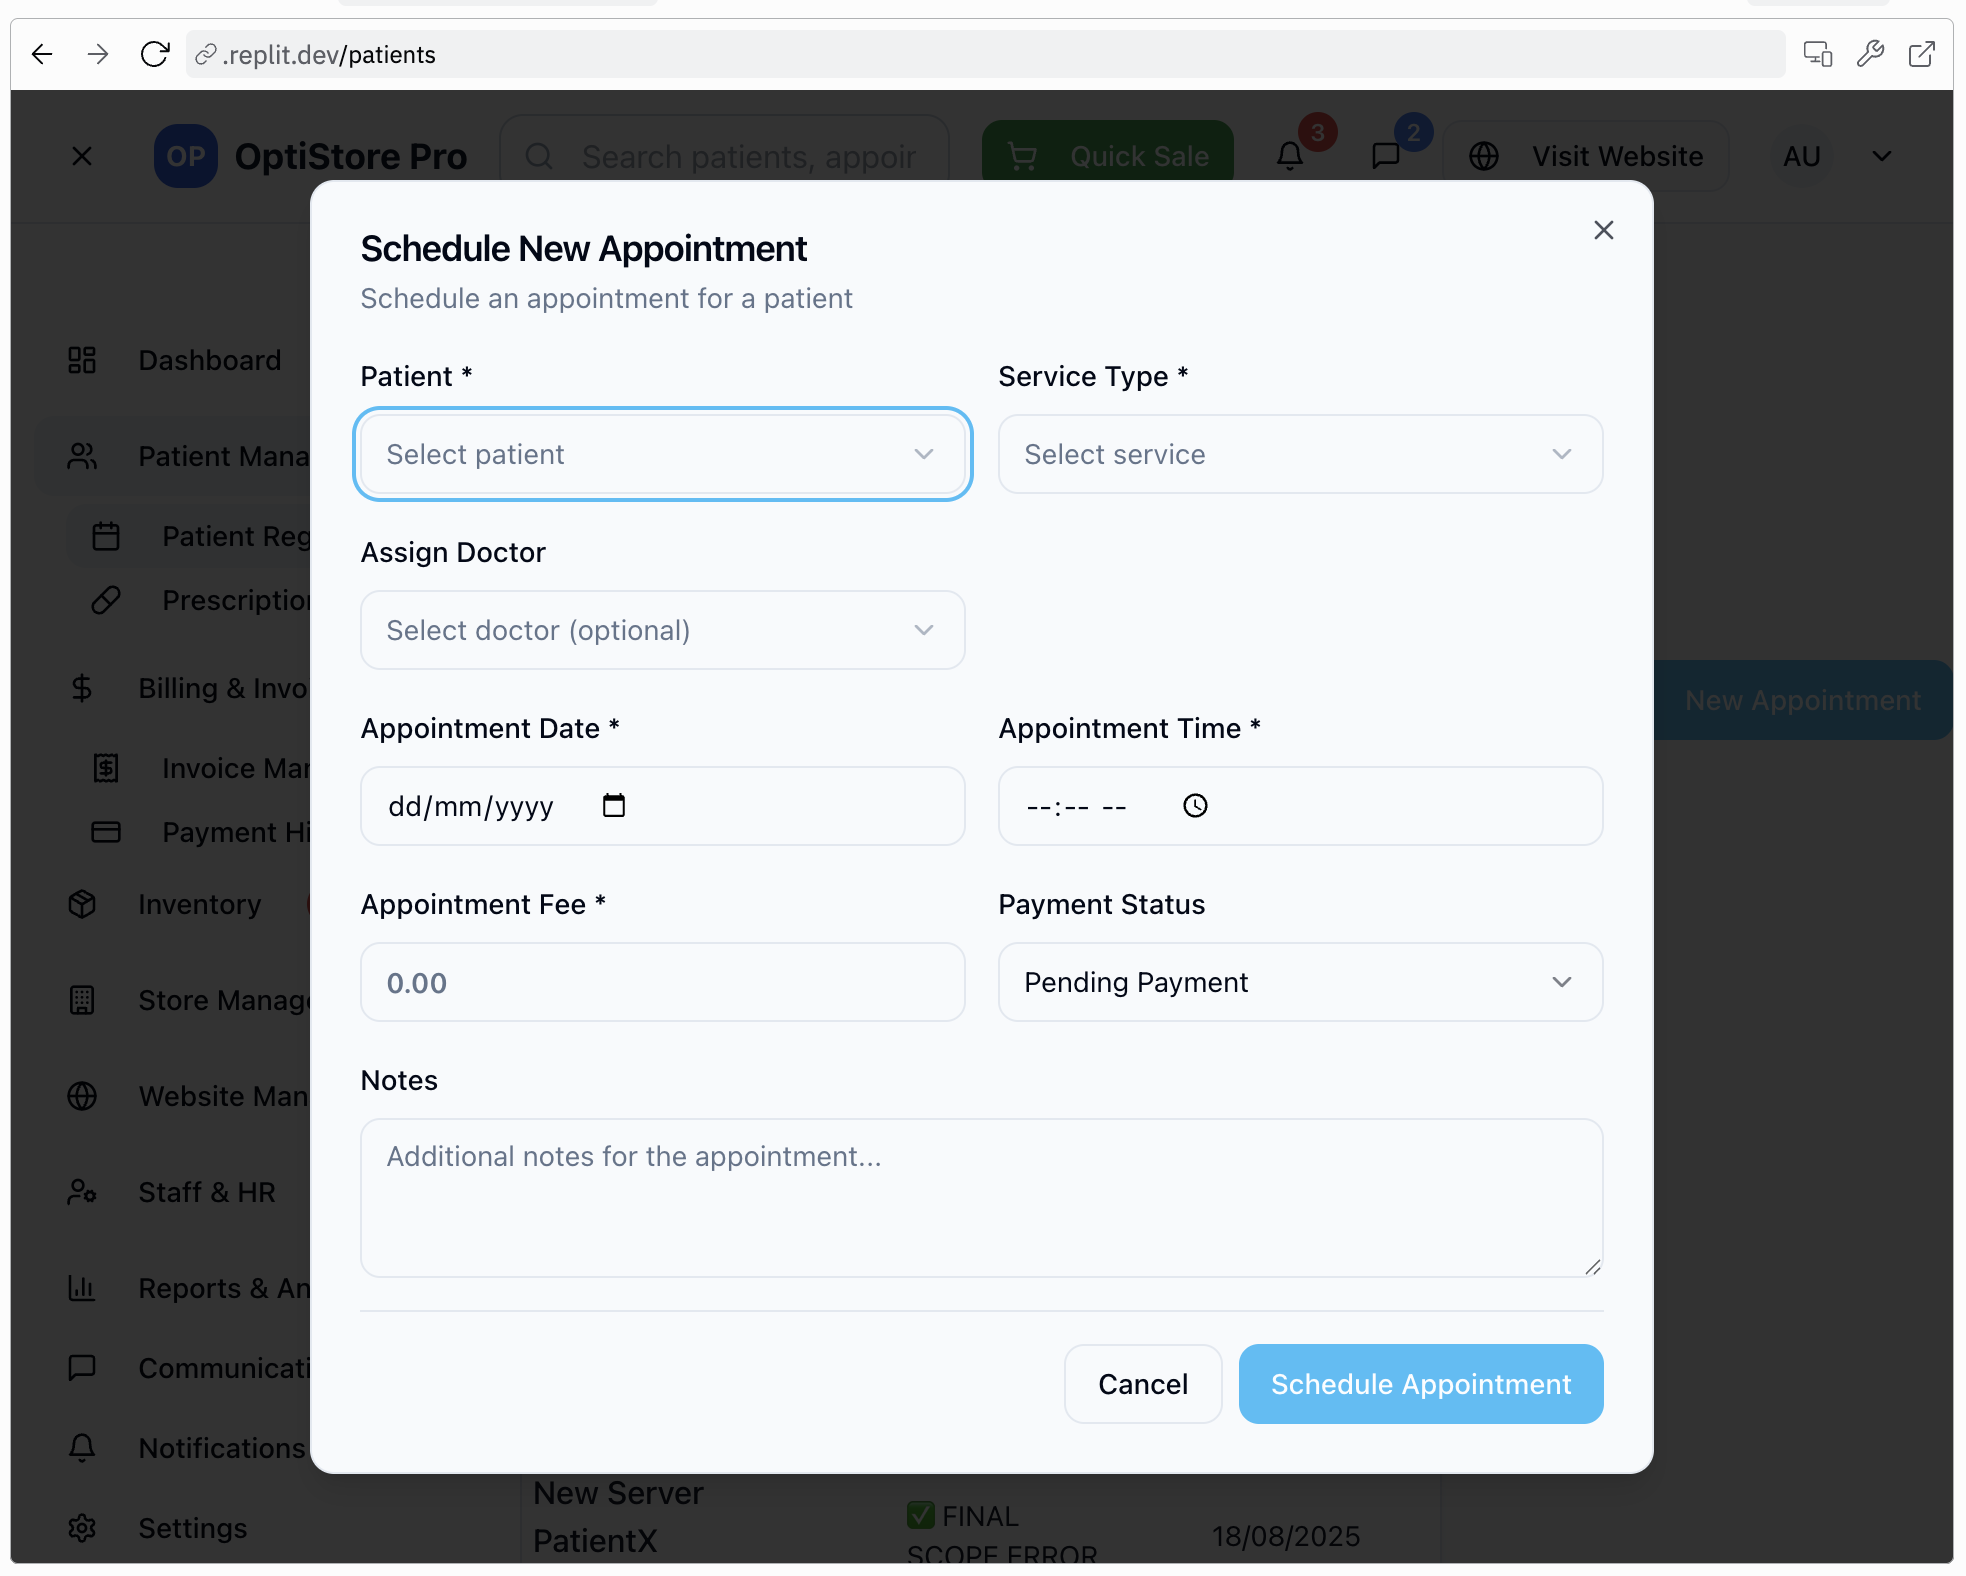 .replit.dev/patients
OP
OptiStore Pro
Search patients, appoir
Quick Sale
3
2
Visit Website
AU
Schedule New Appointment
Schedule an appointment for a patient
Patient *
Service Type *
Select patient
Select service
Assign Doctor
Select doctor (optional)
Appointment Date *
Appointment Time *
dd/mm/yyyy
--:-- --
Appointment Fee *
Payment Status
0.00
Pending Payment
Notes
Additional notes for the appointment...
Cancel
Schedule Appointment
Dashboard
Patient Mana
Patient Reg
Prescription
Billing & Invo
Invoice Man
Payment Hi
Inventory
Store Manage
Website Man
Staff & HR
Reports & An
Communicati
Notifications
Settings
New Appointment
New Server
PatientX
✅ FINAL
SCOPE ERROR
18/08/2025